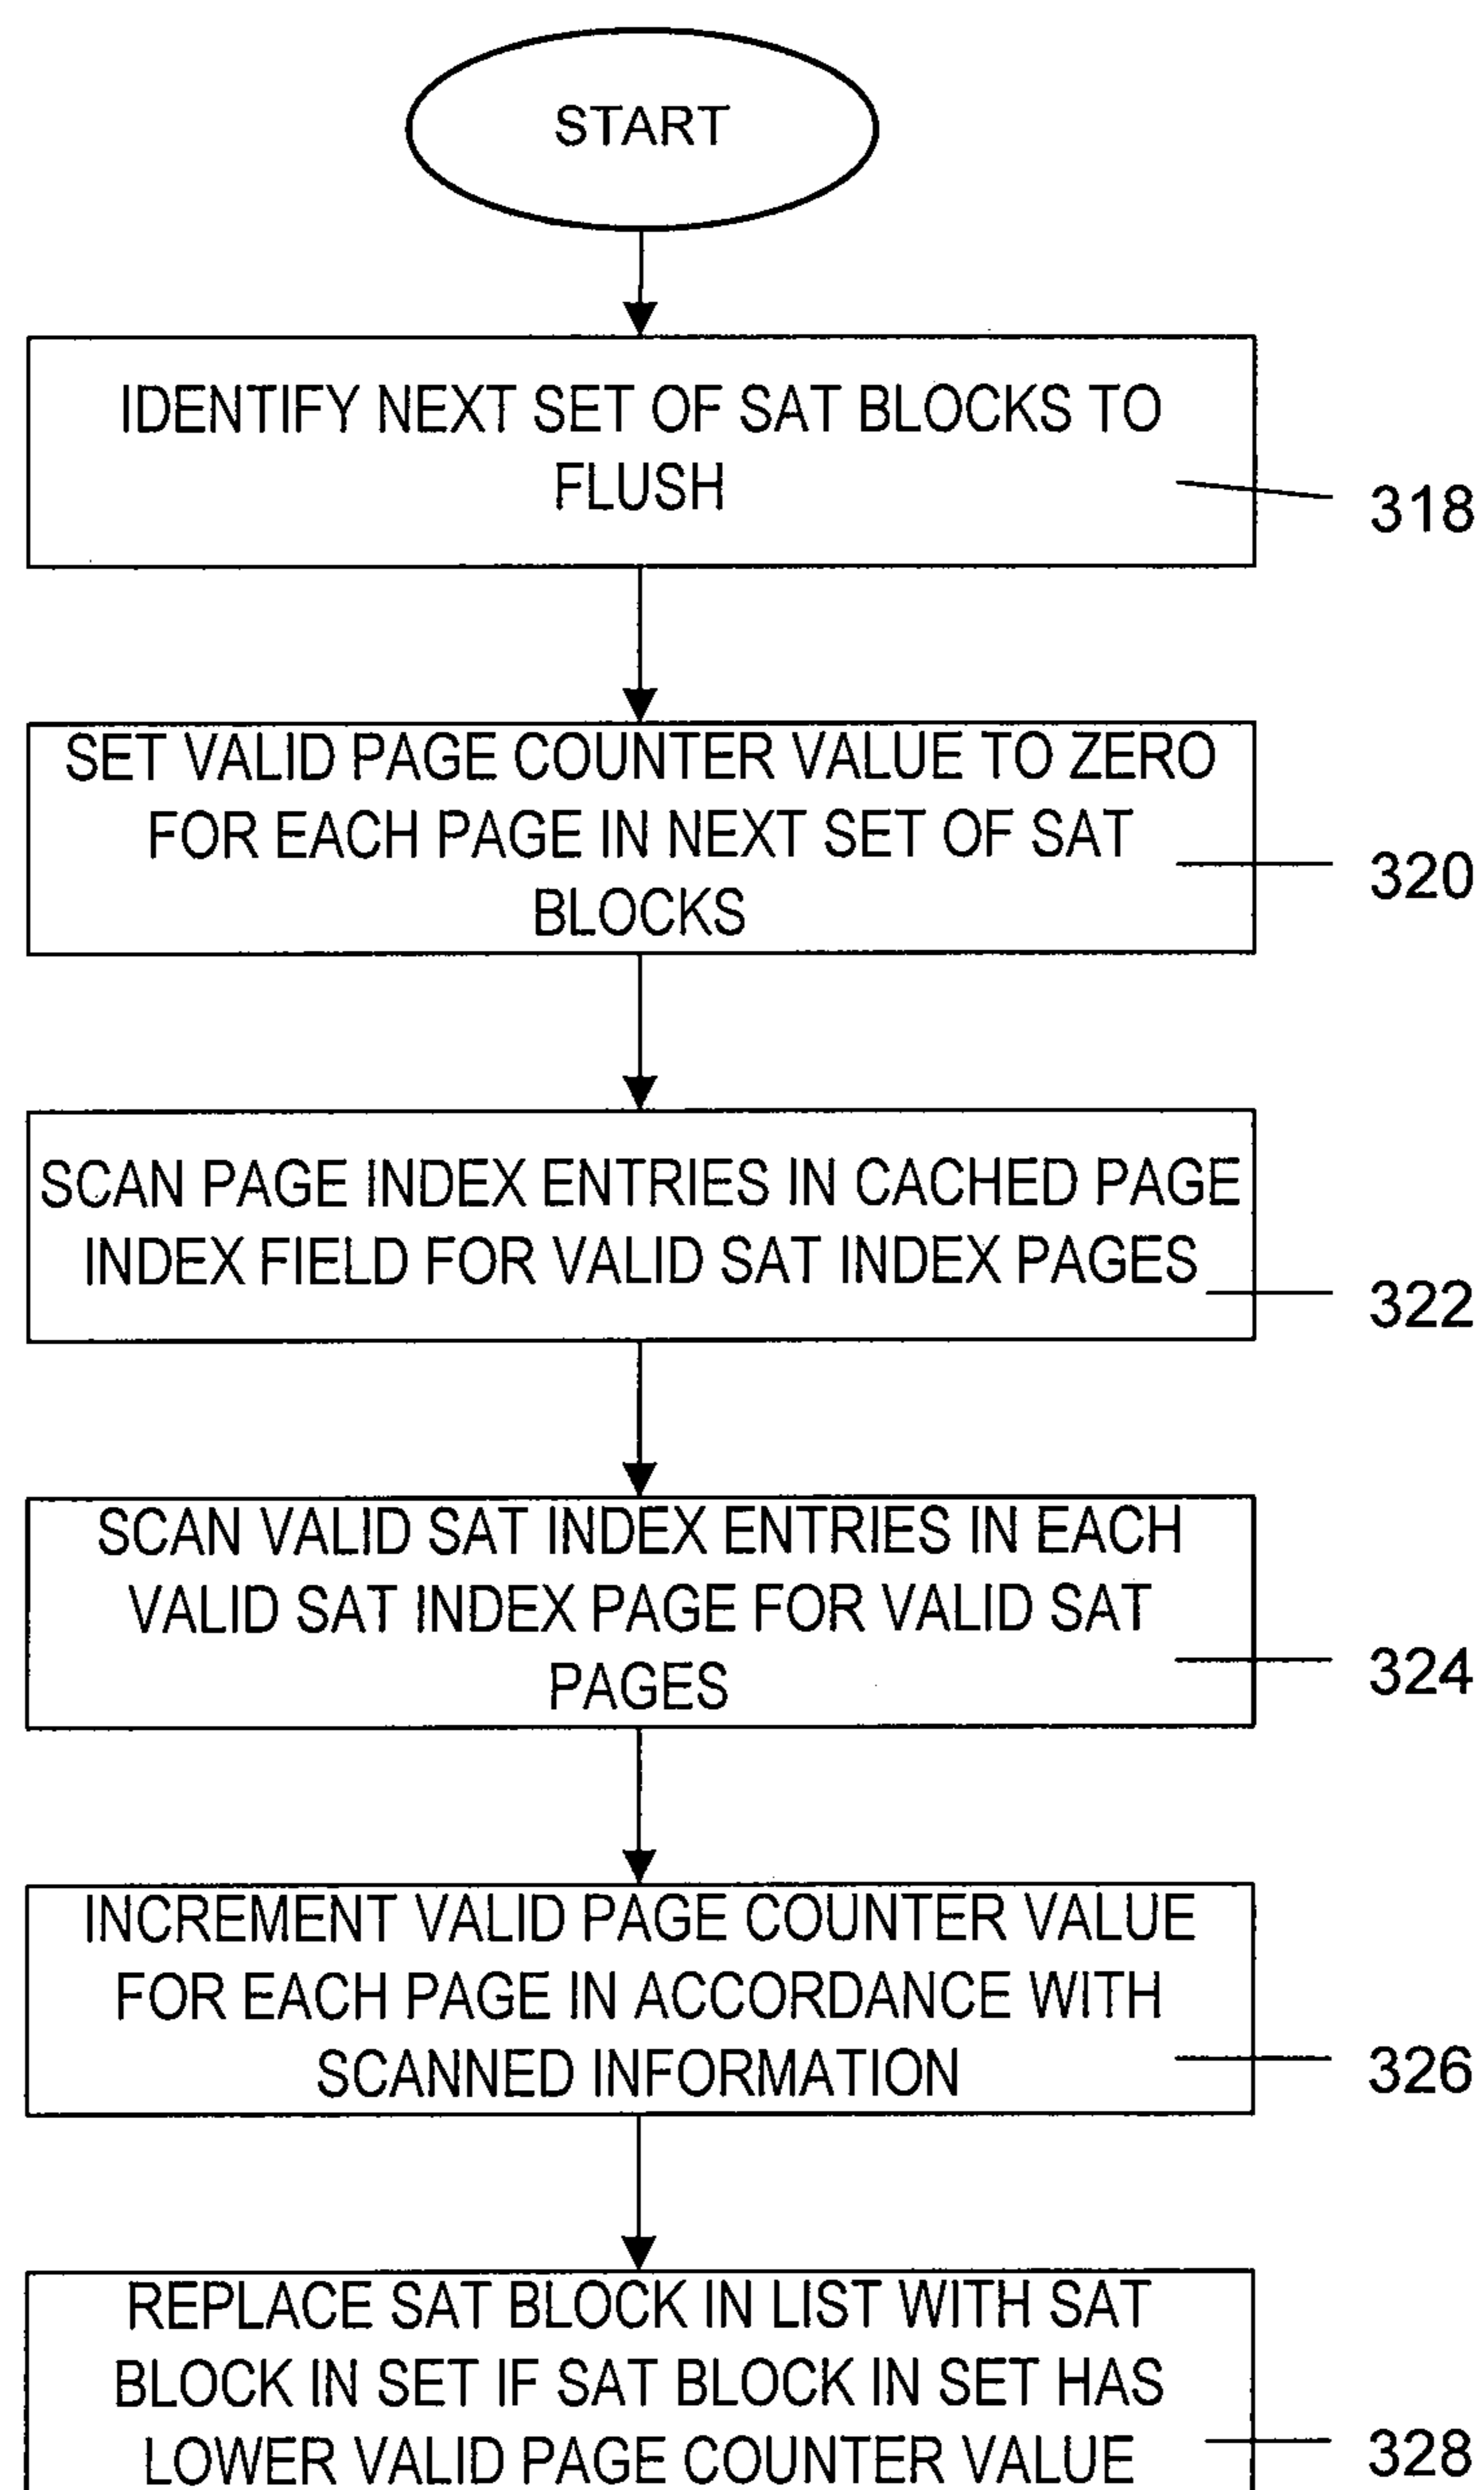 START
IDENTIFY NEXT SET OF SAT BLOCKS TO
FLUSH
318
SET VALID PAGE COUNTER VALUE TO ZERO
FOR EACH PAGE IN NEXT SET OF SAT
BLOCKS
320
SCAN PAGE INDEX ENTRIES IN CACHED PAGE
INDEX FIELD FOR VALID SAT INDEX PAGES
322
SCAN VALID SAT INDEX ENTRIES IN EACH
VALID SAT INDEX PAGE FOR VALID SAT
PAGES
324
INCREMENT VALID PAGE COUNTER VALUE
FOR EACH PAGE IN ACCORDANCE WITH
SCANNED INFORMATION
326
REPLACE SAT BLOCK IN LIST WITH SAT
BLOCK IN SET IF SAT BLOCK IN SET HAS
LOWER VALID PAGE COUNTER VALUE
328